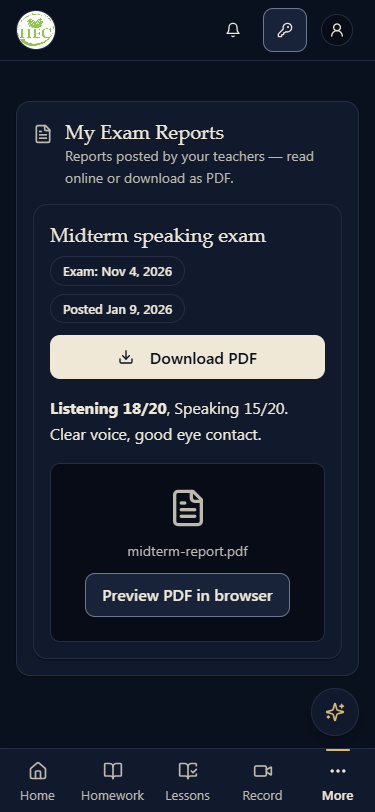 HEC
My Exam Reports
Reports posted by your teachers — read
online or download as PDF.
Midterm speaking exam
Exam: Nov 4, 2026
Posted Jan 9, 2026
Download PDF
Listening 18/20, Speaking 15/20.
Clear voice, good eye contact.
midterm-report.pdf
Preview PDF in browser
Home
Homework
Lessons
Record
More